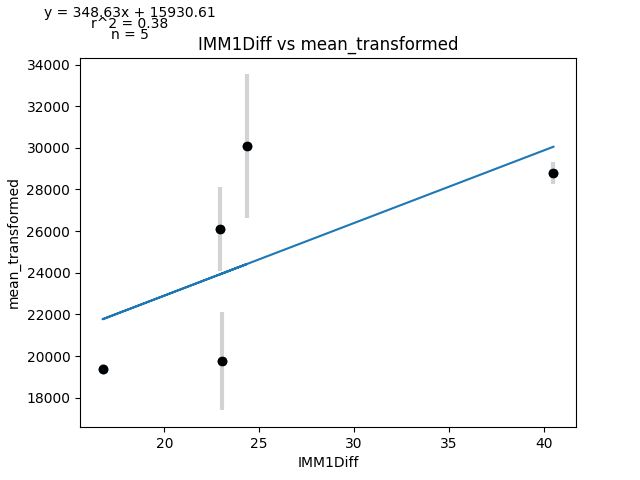 y = 348.63x + 15930.61
r^2 = 0.38
n = 5
IMM1Diff vs mean_transformed
34000
32000
30000
28000
26000
24000
22000
20000
18000
mean_transformed
20 25 30 35 40
IMM1Diff